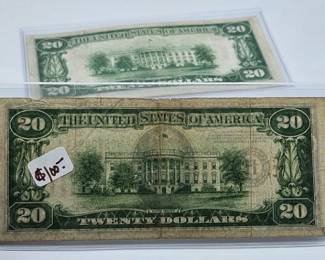 20 THE UNITED STATES OF AMERICA 20
TWENTY DOLLARS
20 THE UNITED STATES OF AMERICA 20
$100-
20 TWENTY DOLLARS 20